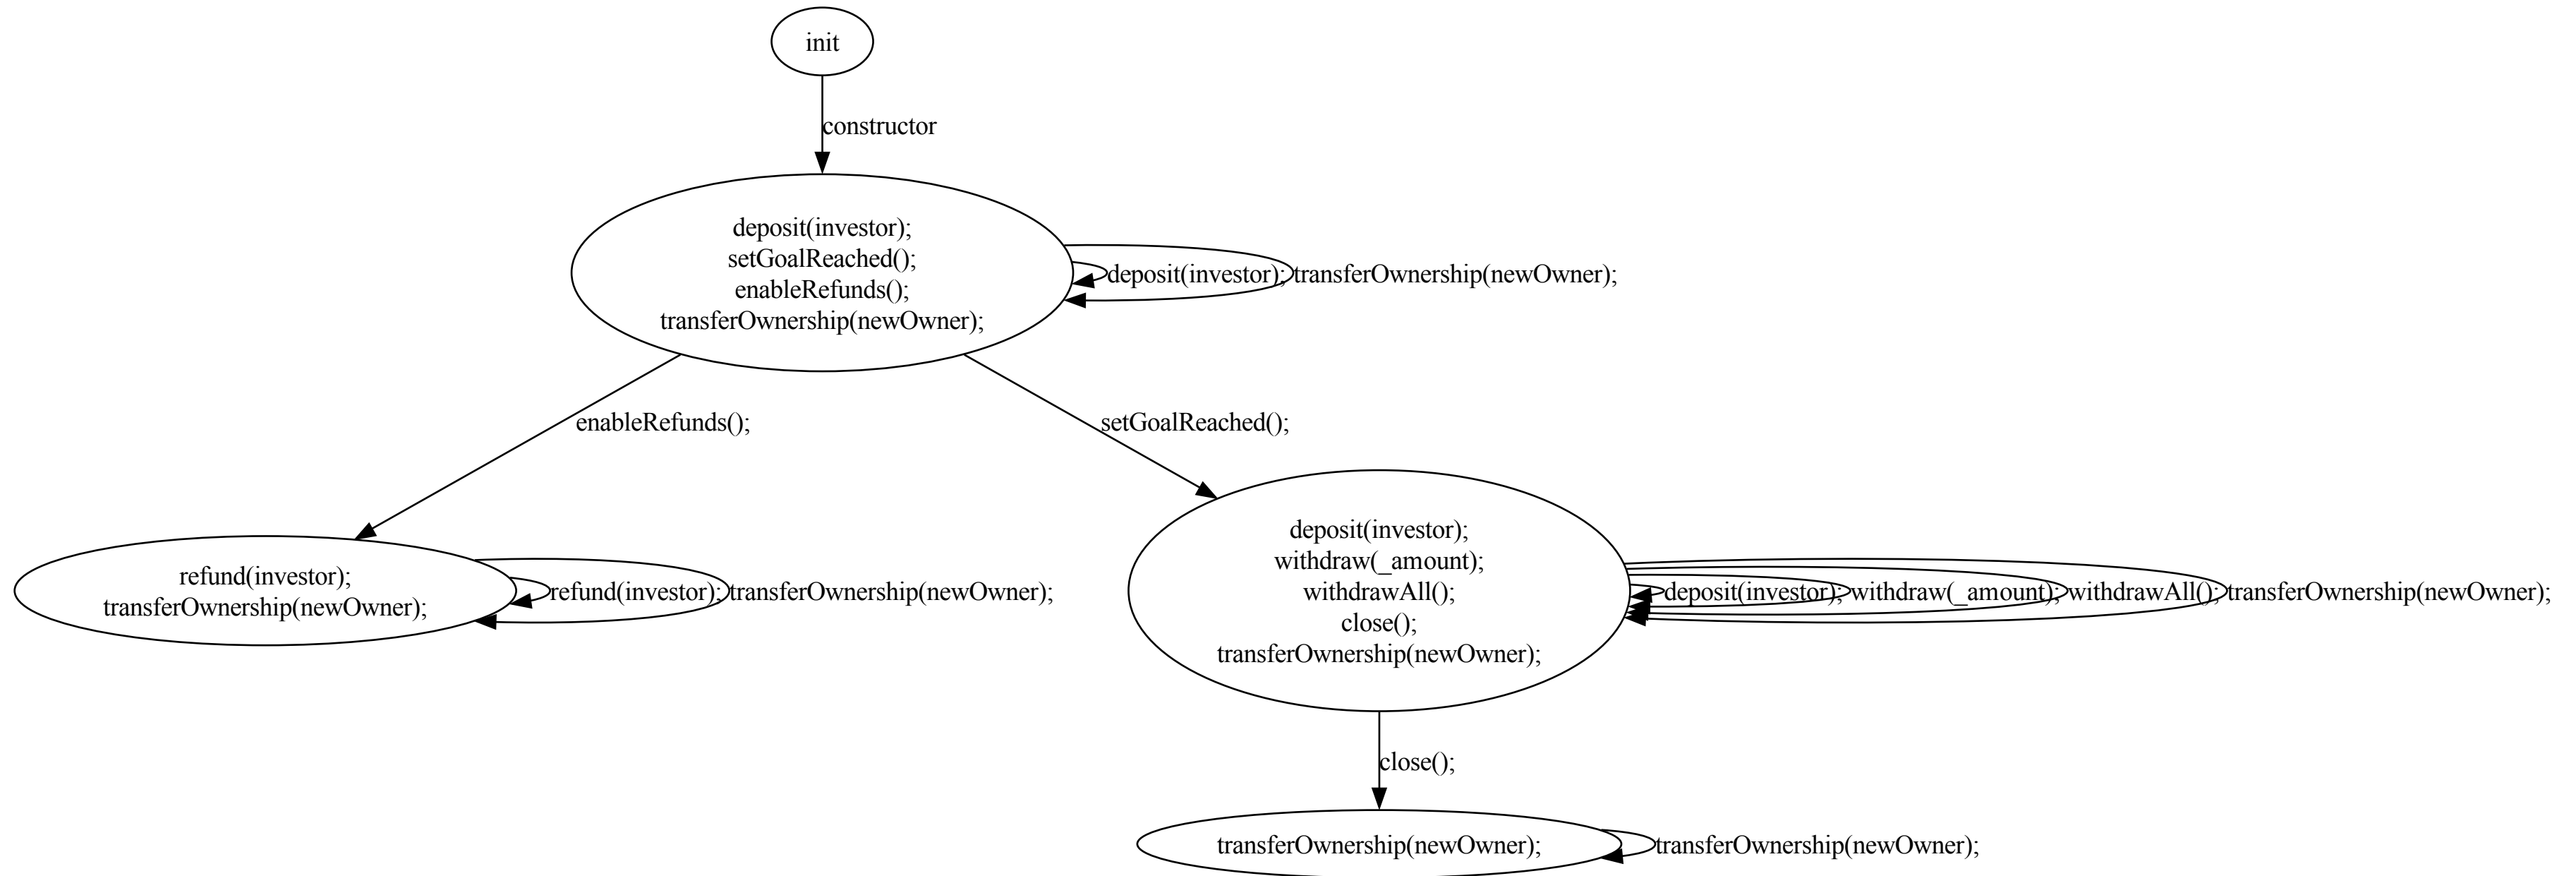 init
constructor
deposit(investor);
setGoalReached();
enableRefunds();
transferOwnership(newOwner);
deposit(investor);
transferOwnership(newOwner);
enableRefunds();
setGoalReached();
refund(investor);
transferOwnership(newOwner);
refund(investor);
transferOwnership(newOwner);
deposit(investor);
withdraw(_amount);
withdrawAll();
close();
transferOwnership(newOwner);
deposit(investor);
withdraw(_amount);
withdrawAll();
transferOwnership(newOwner);
close();
transferOwnership(newOwner);
transferOwnership(newOwner);